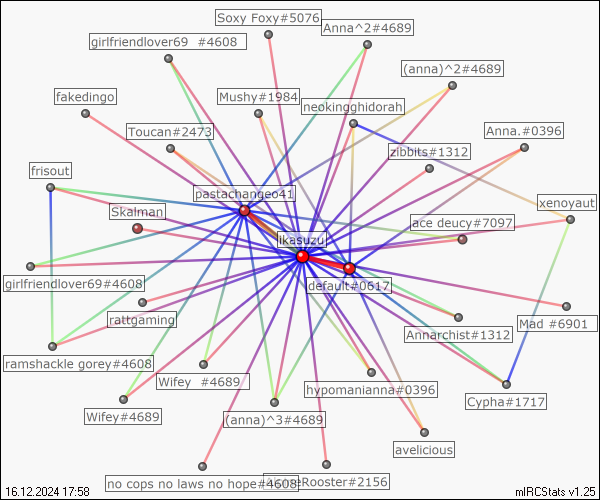 Soxy Foxy#5076
Anna^2#4689
girlfriendlover69 #4608
(anna)^2#4689
fakedingo
Mushy#1984
neokingghidorah
Toucan#2473
Anna.#0396
zibbits#1312
frisout
pastachangeo41
xenoyaut
Skalman
ace deucy#7097
ikasuzu
girlfriendlover69#4608
default#0617
rattgaming
Mad #6901
Annarchist#1312
ramshackle gorey#4608
Wifey #4689
hypomanianna#0396
Cypha#1717
Wifey#4689
(anna)^3#4689
avelicious
no cops no laws no hope#4608
Rooster#2156
16.12.2024 17:58
mIRCStats v1.25